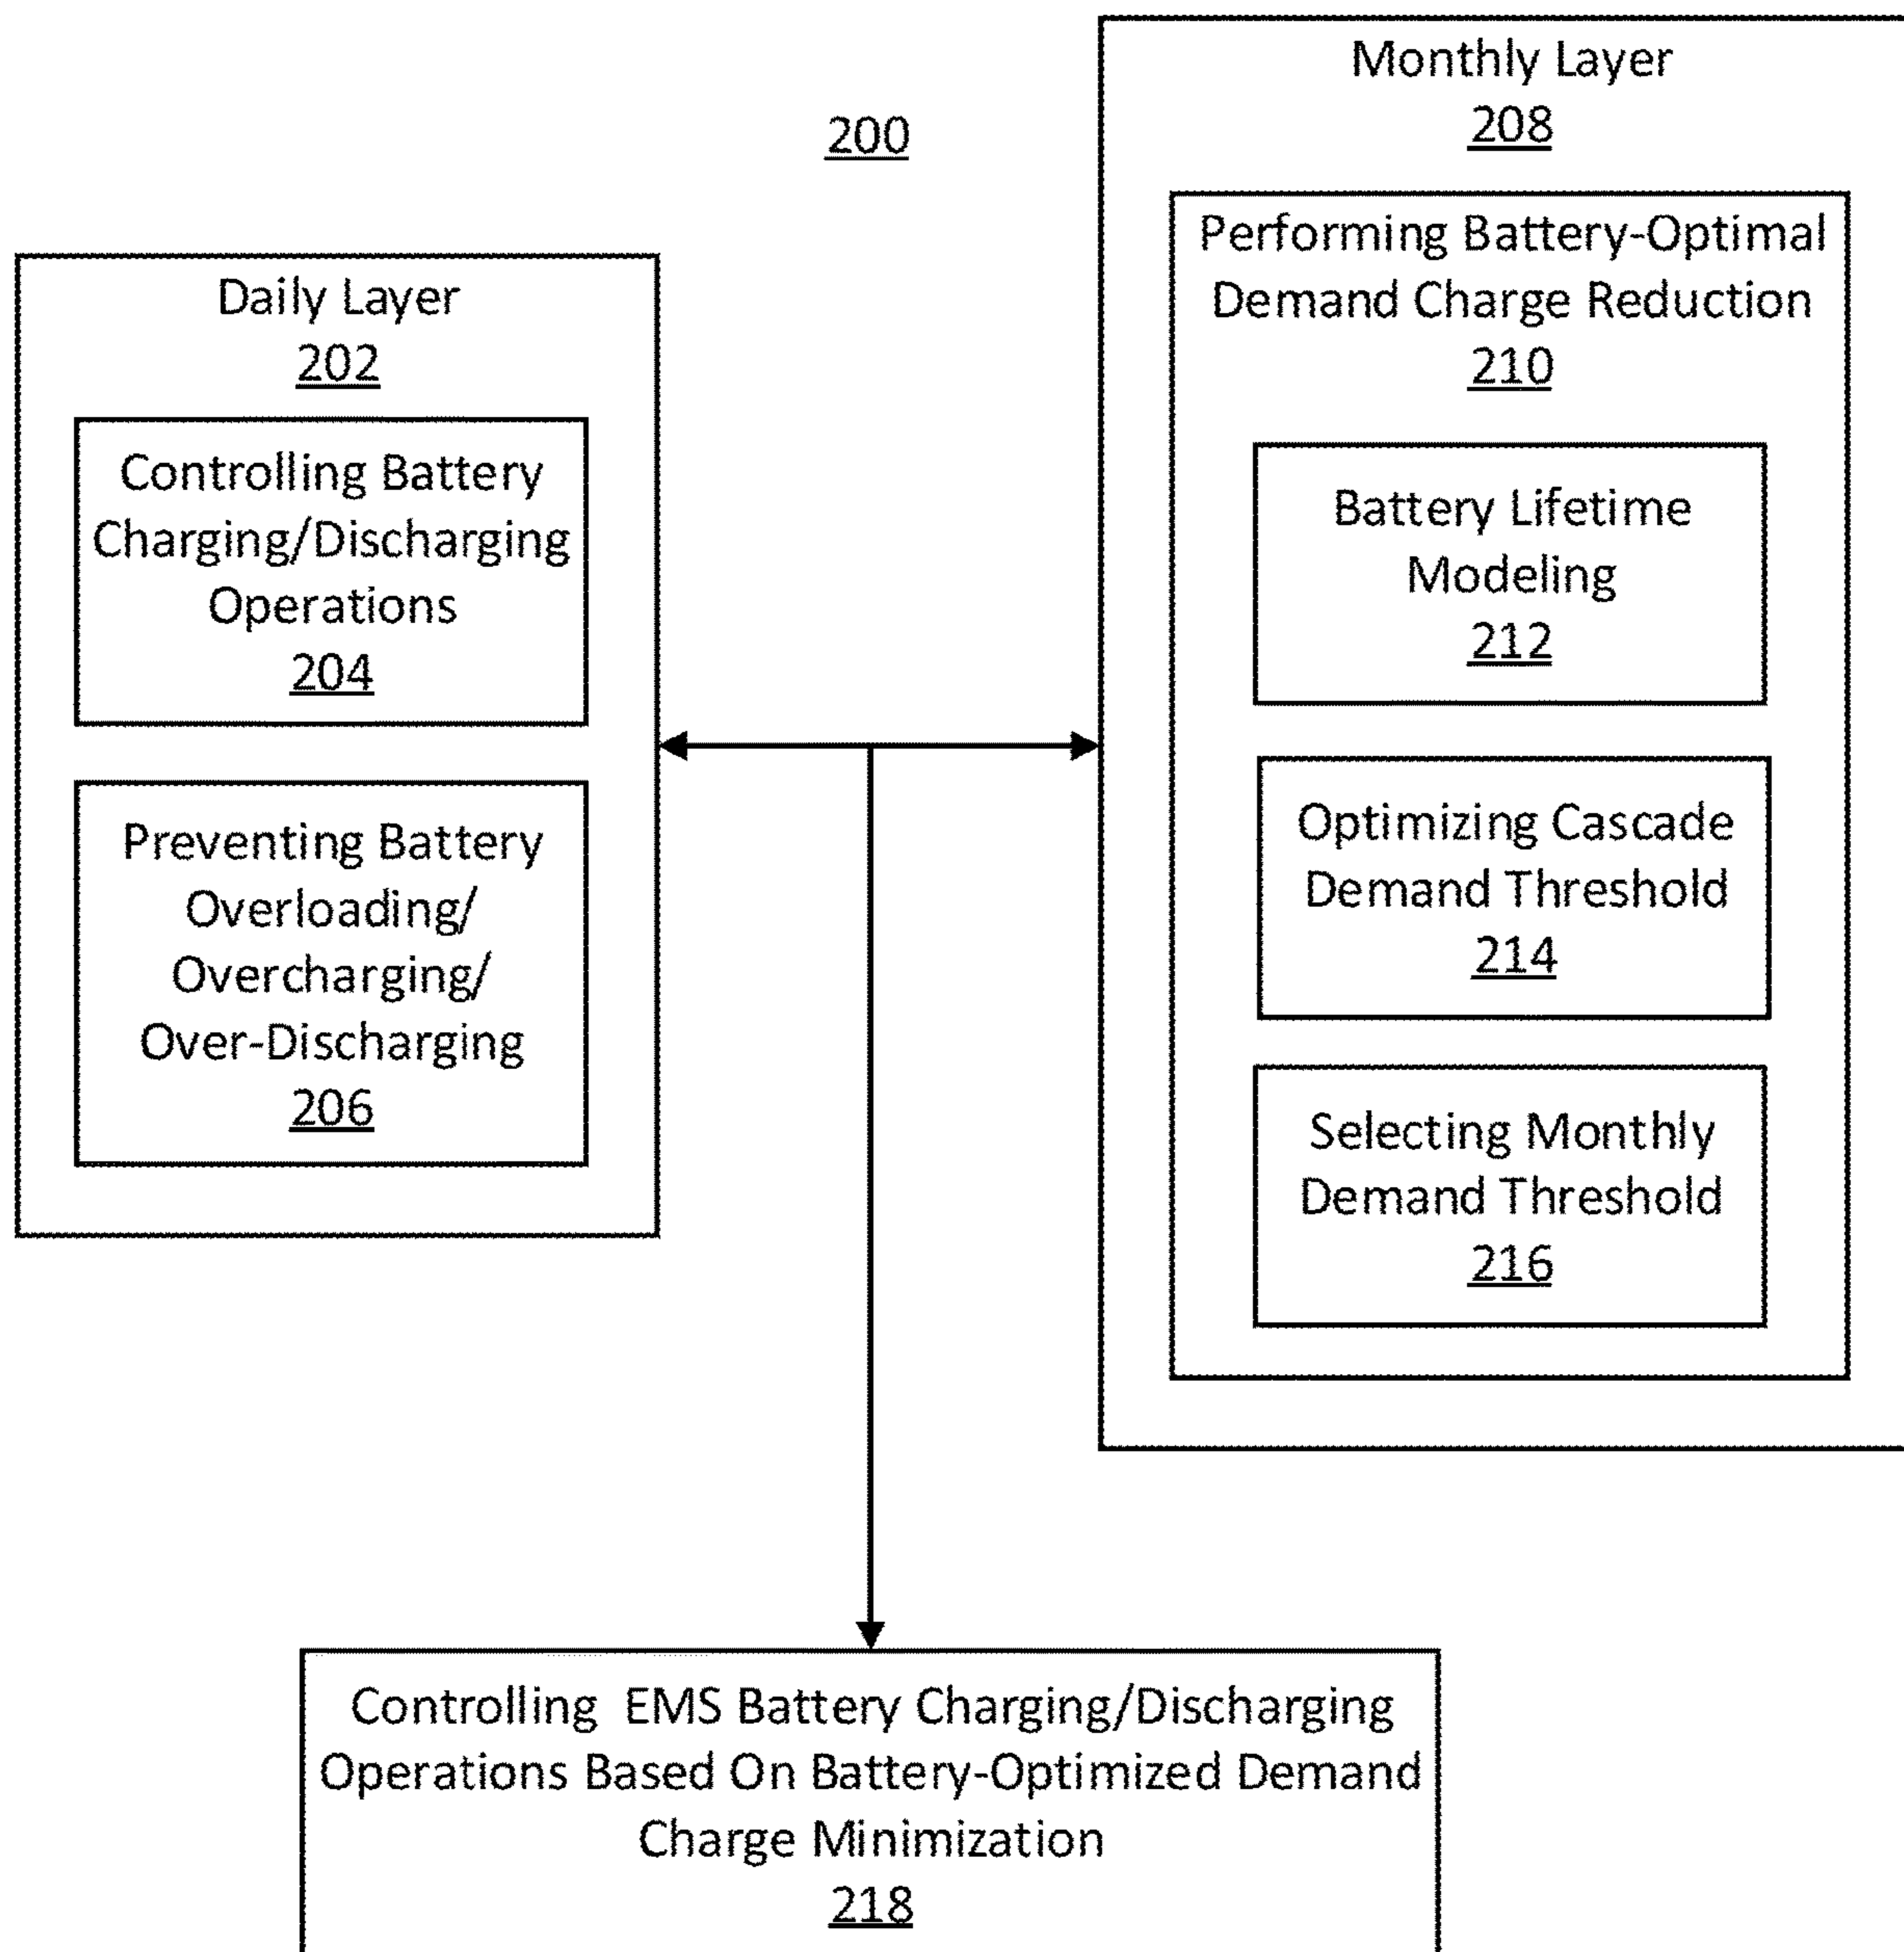 200
Daily Layer
202
Controlling Battery
Charging/Discharging
Operations
204
Preventing Battery
Overloading/
Overcharging/
Over-Discharging
206
Monthly Layer
208
Performing Battery-Optimal
Demand Charge Reduction
210
Battery Lifetime
Modeling
212
Optimizing Cascade
Demand Threshold
214
Selecting Monthly
Demand Threshold
216
Controlling EMS Battery Charging/Discharging
Operations Based On Battery-Optimized Demand
Charge Minimization
218